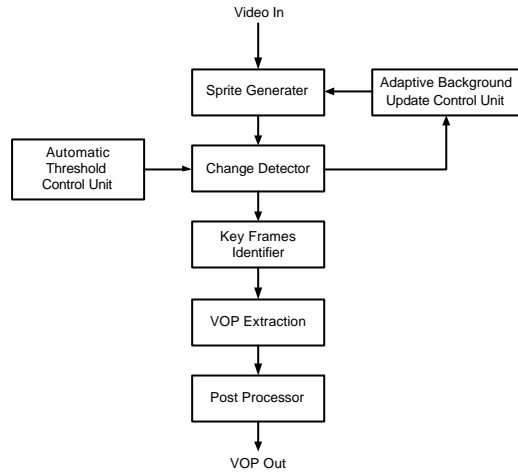 Video In
Sprite Generater
Adaptive Background
Update Control Unit
Automatic
Threshold
Control Unit
Change Detector
Key Frames
Identifier
VOP Extraction
Post Processor
VOP Out